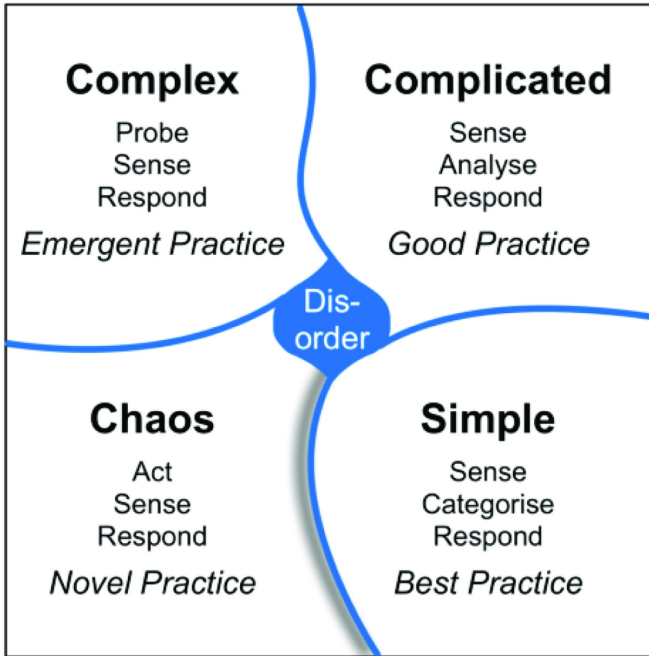 Complex
Probe
Sense
Respond
Emergent Practice
Complicated
Sense
Analyse
Respond
Good Practice
Dis-
order
Chaos
Act
Sense
Respond
Novel Practice
Simple
Sense
Categorise
Respond
Best Practice